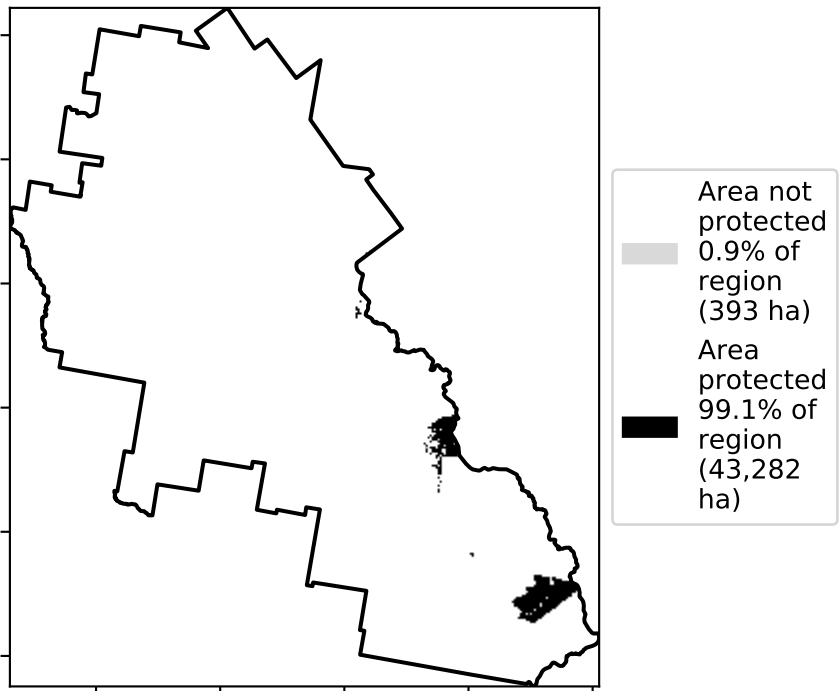 Area not
protected
0.9% of
region
(393 ha)
Area
protected
99.1% of
region
(43,282
ha)